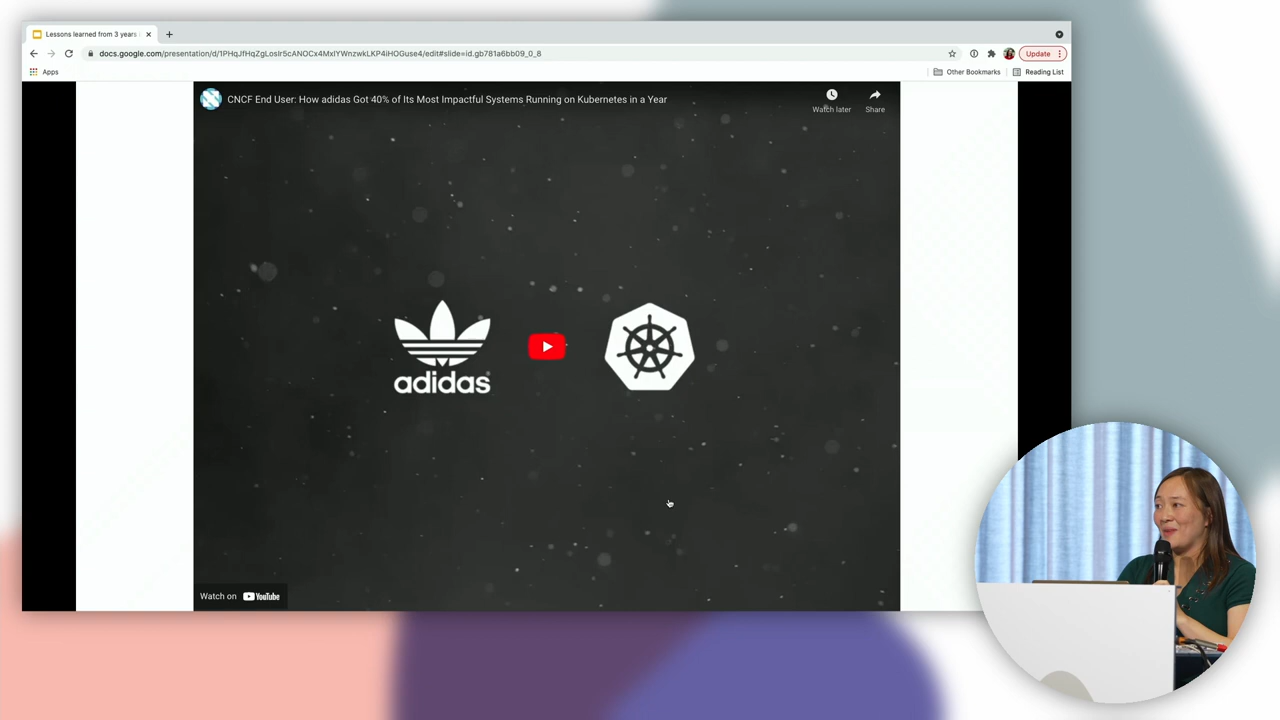 Lessons learned from 3 years
Update
docs.google.com/presentation/d/1PHqJfHqZgLoslr5cANOCx4MxIYWnzwkLKP4iHOGuse4/edit#slide=id.gb781a6bb09_0_8
Apps
Other Bookmarks
Reading List
CNCF End User: How adidas Got 40% of Its Most Impactful Systems Running on Kubernetes in a Year
Watch later
Share
adidas
Watch on YouTube